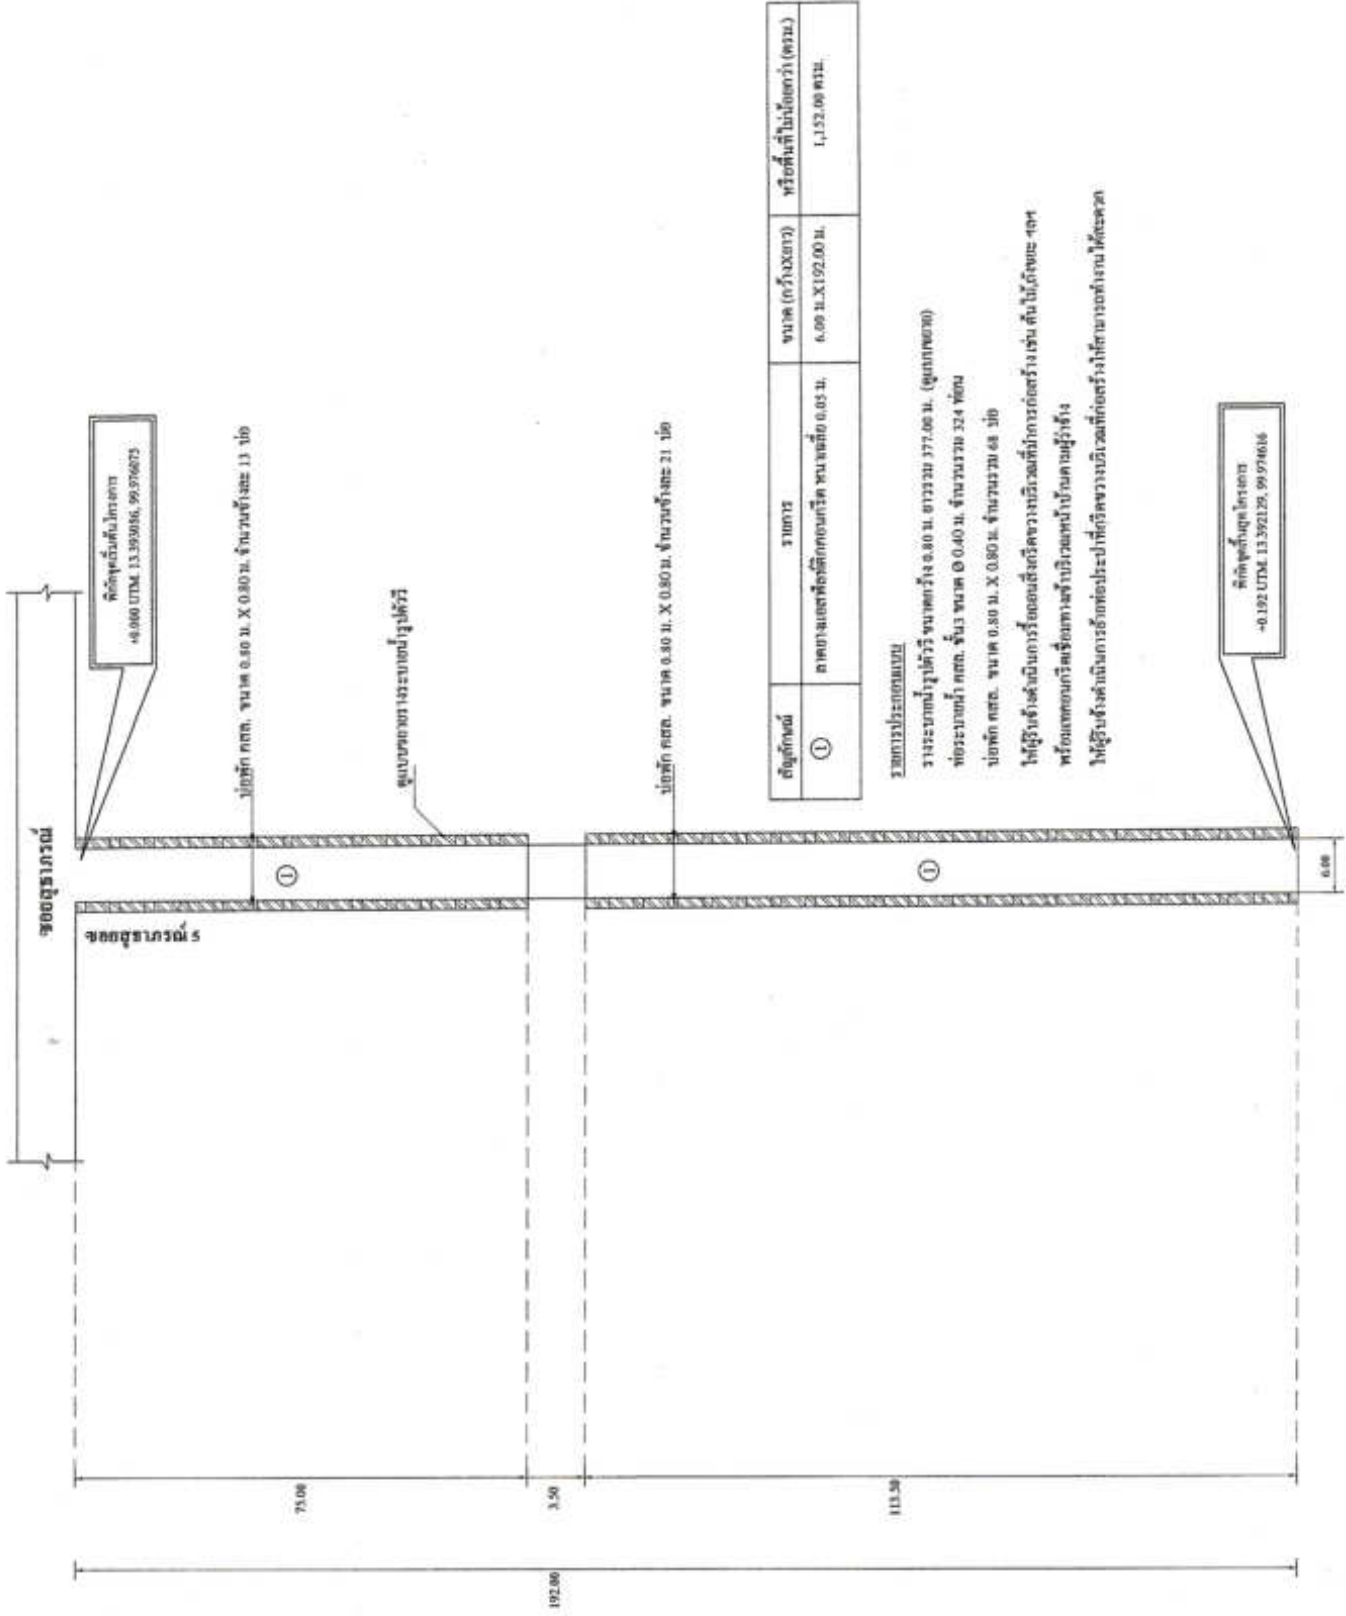 ซอยสุธาภรณ์
ซอยสุธาภรณ์ 5
พิกัดจุดเริ่มต้นโครงการ
+0.000 UTM. 13.393056, 99.976075
บ่อพัก คสล. ขนาด 0.80 ม. X 0.80 ม. จำนวนข้างละ 13 บ่อ
ดูแบบขยายรางระบายน้ำรูปตัววี
บ่อพัก คสล. ขนาด 0.80 ม. X 0.80 ม. จำนวนข้างละ 21 บ่อ
①
①
75.00
3.50
113.50
192.00
6.00
สัญลักษณ์ รายการ ขนาด (กว้างXยาว) หรือพื้นที่ไม่น้อยกว่า (ตรม.)
① ลาดยางแอสฟัลท์ติกคอนกรีต หนาเฉลี่ย 0.05 ม. 6.00 ม.X192.00 ม. 1,152.00 ตรม.
รายการประกอบแบบ
รางระบายน้ำรูปตัววี ขนาดกว้าง 0.80 ม. ยาวรวม 377.00 ม. (ดูแบบขยาย)
ท่อระบายน้ำ คสล. ชั้น3 ขนาด Ø 0.40 ม. จำนวนรวม 324 ท่อน
บ่อพัก คสล. ขนาด 0.80 ม. X 0.80 ม. จำนวนรวม 68 บ่อ
ให้ผู้รับจ้างดำเนินการรื้อถอนสิ่งกีดขวางบริเวณที่ทำการก่อสร้าง เช่น ต้นไม้,ถังขยะ ฯลฯ
พร้อมเทคอนกรีตเชื่อมทางเข้าบริเวณหน้าบ้านตามผู้ว่าจ้าง
ให้ผู้รับจ้างดำเนินการย้ายท่อประปาที่กีดขวางบริเวณที่ก่อสร้างให้สามารถทำงานได้สะดวก
พิกัดจุดสิ้นสุดโครงการ
+0.192 UTM. 13.392129, 99.974616